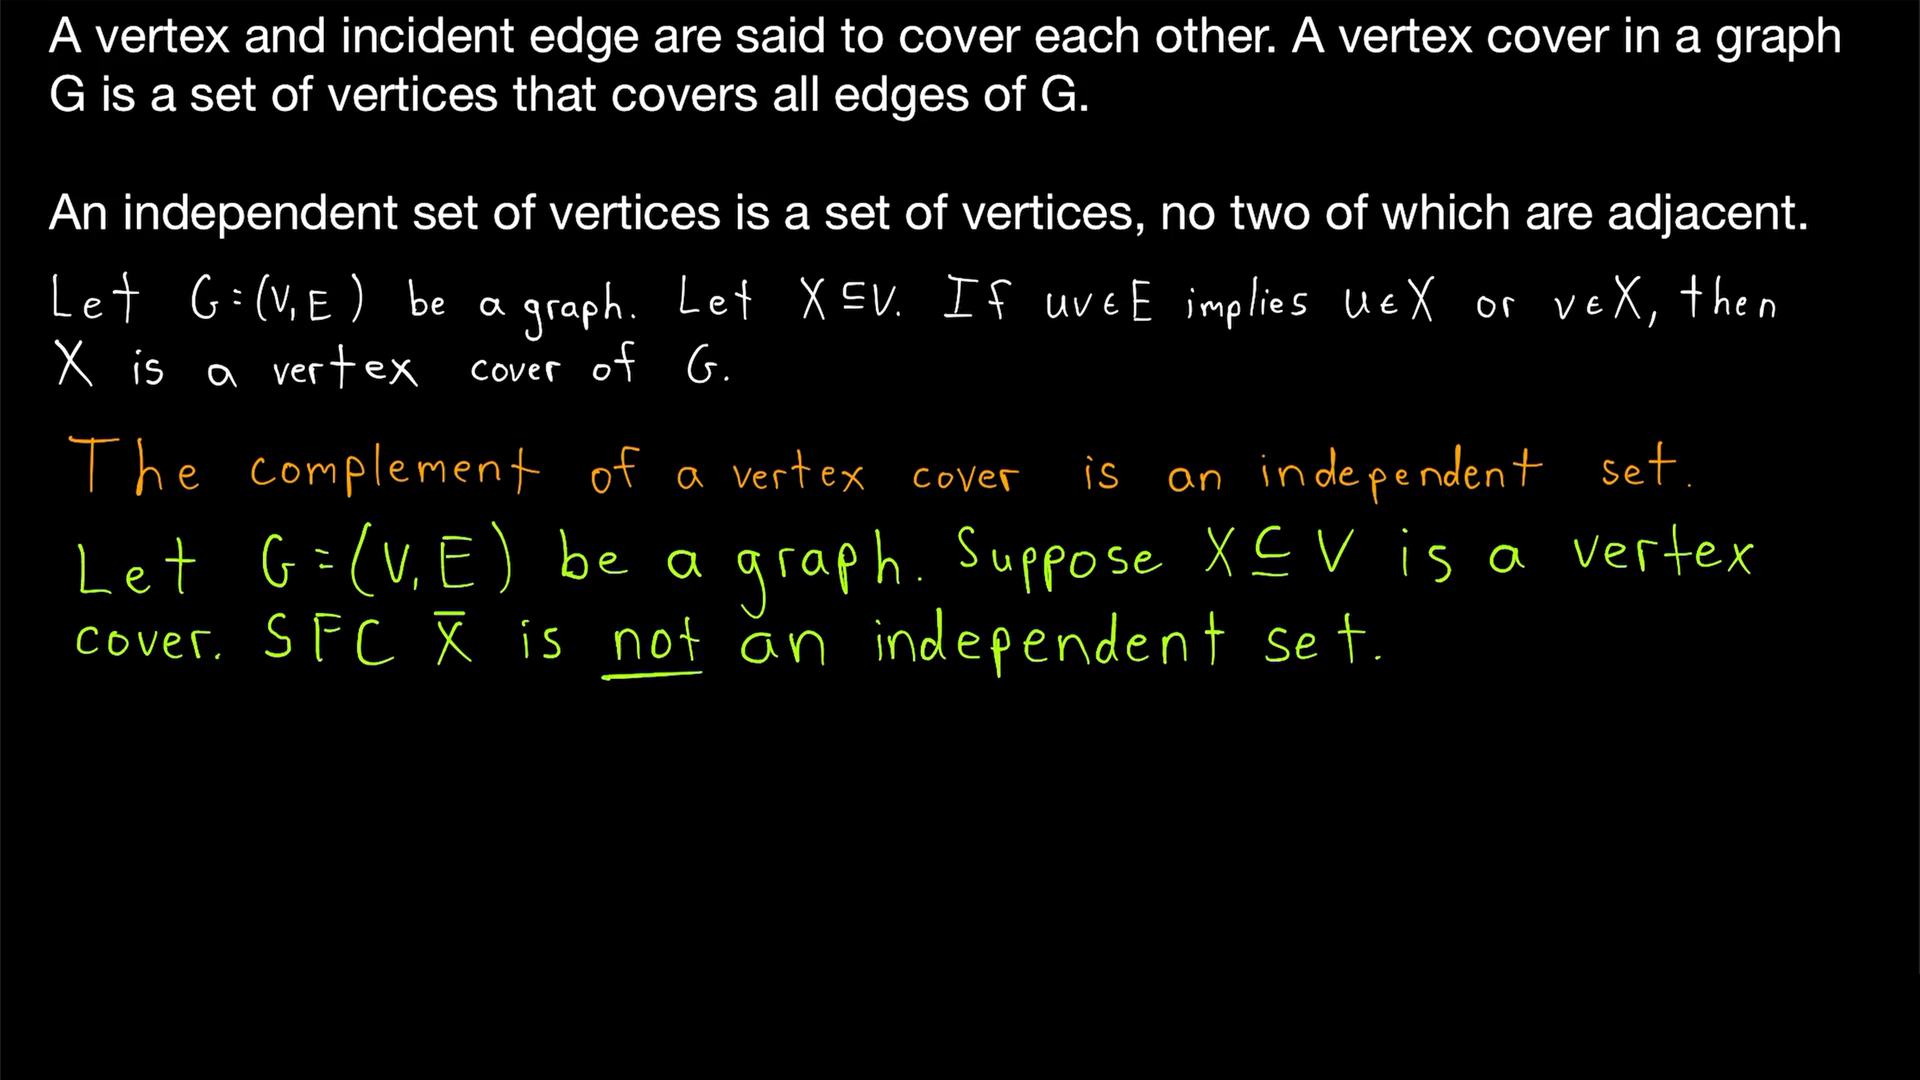 A vertex and incident edge are said to cover each other. A vertex cover in a graph
G is a set of vertices that covers all edges of G.
An independent set of vertices is a set of vertices, no two of which are adjacent.
Let G=(V,E) be a graph. Let X⊆V. If uv∈E implies u∈X or v∈X, then
X is a vertex cover of G.
The complement of a vertex cover is an independent set.
Let G=(V,E) be a graph. Suppose X⊆V is a vertex
cover. SFC X̅ is not an independent set.